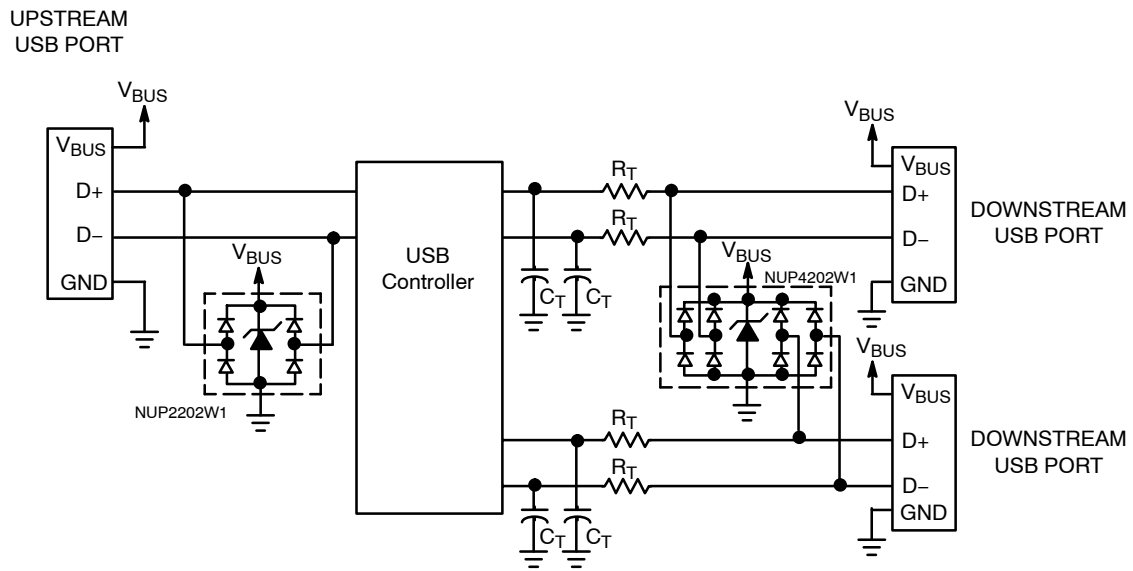 UPSTREAM
USB PORT
VBUS
VBUS
D+
D−
GND
VBUS
NUP2202W1
USB
Controller
RT
RT
CT
CT
VBUS
NUP4202W1
VBUS
VBUS
D+
D−
GND
DOWNSTREAM
USB PORT
RT
RT
CT
CT
VBUS
VBUS
D+
D−
GND
DOWNSTREAM
USB PORT